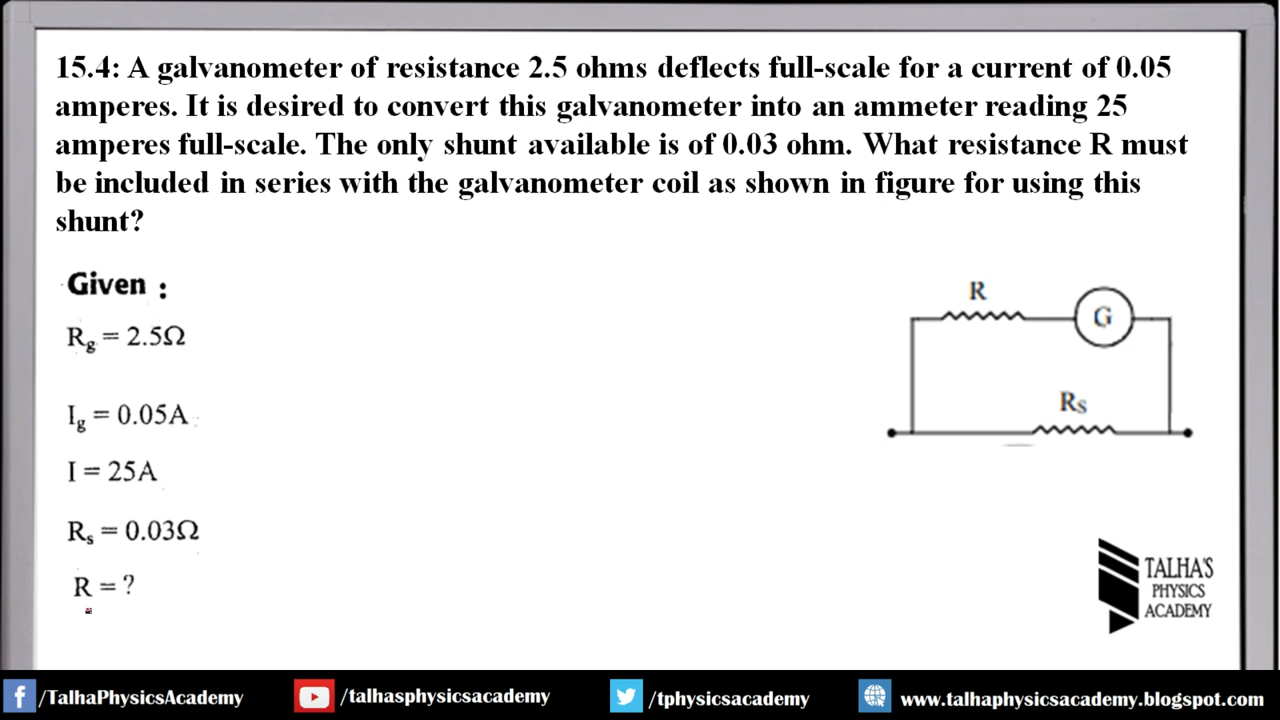 15.4: A galvanometer of resistance 2.5 ohms deflects full-scale for a current of 0.05
amperes. It is desired to convert this galvanometer into an ammeter reading 25
amperes full-scale. The only shunt available is of 0.03 ohm. What resistance R must
be included in series with the galvanometer coil as shown in figure for using this
shunt?
Given :
Rg = 2.5Ω
Ig = 0.05A
I = 25A
Rs = 0.03Ω
R = ?
R
G
Rs
TALHA'S
PHYSICS
ACADEMY
/TalhaPhysicsAcademy
/talhasphysicsacademy
/tphysicsacademy
www.talhaphysicsacademy.blogspot.com